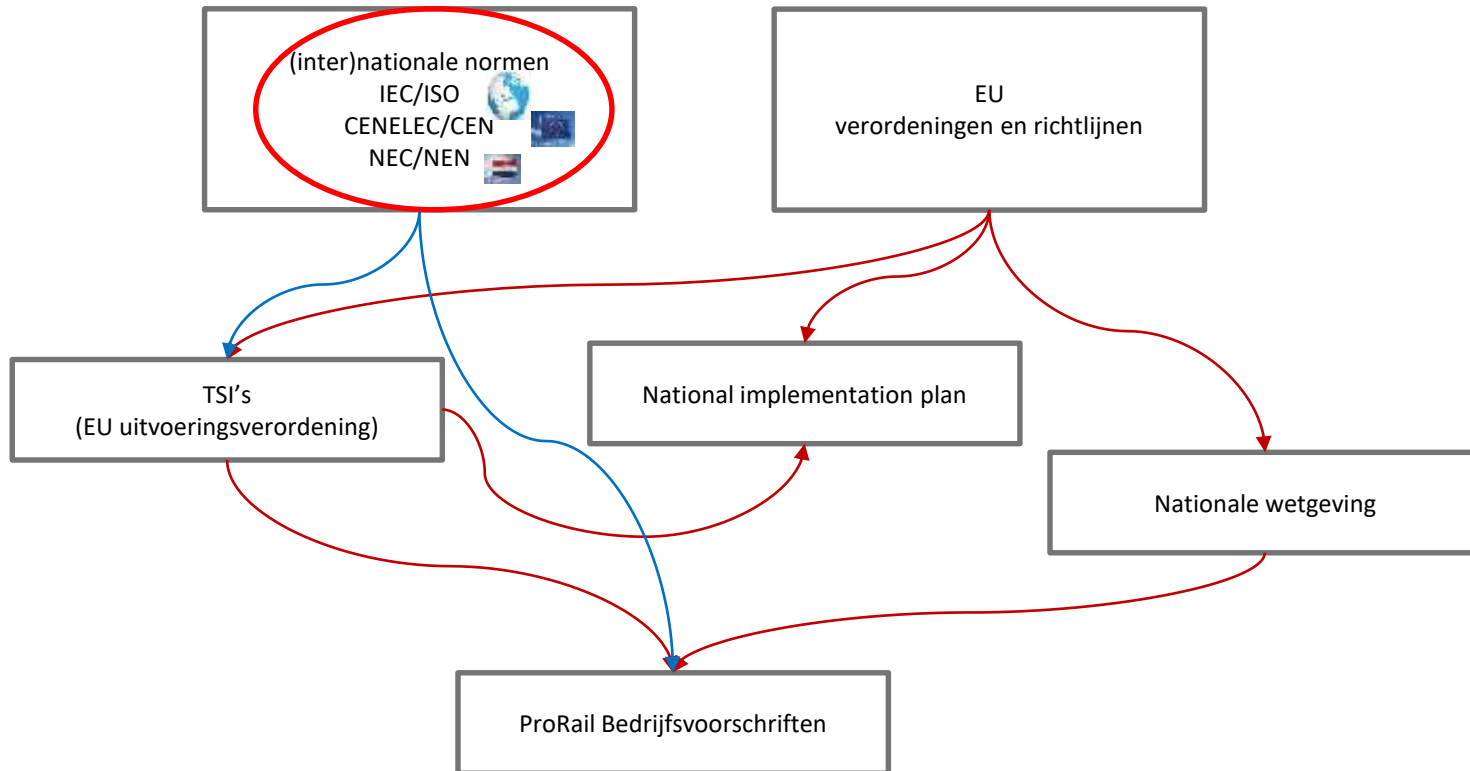 (inter)nationale normen
IEC/ISO
CENELEC/CEN
NEC/NEN
EU
verordeningen en richtlijnen
TSI’s
(EU uitvoeringsverordening)
National implementation plan
Nationale wetgeving
ProRail Bedrijfsvoorschriften